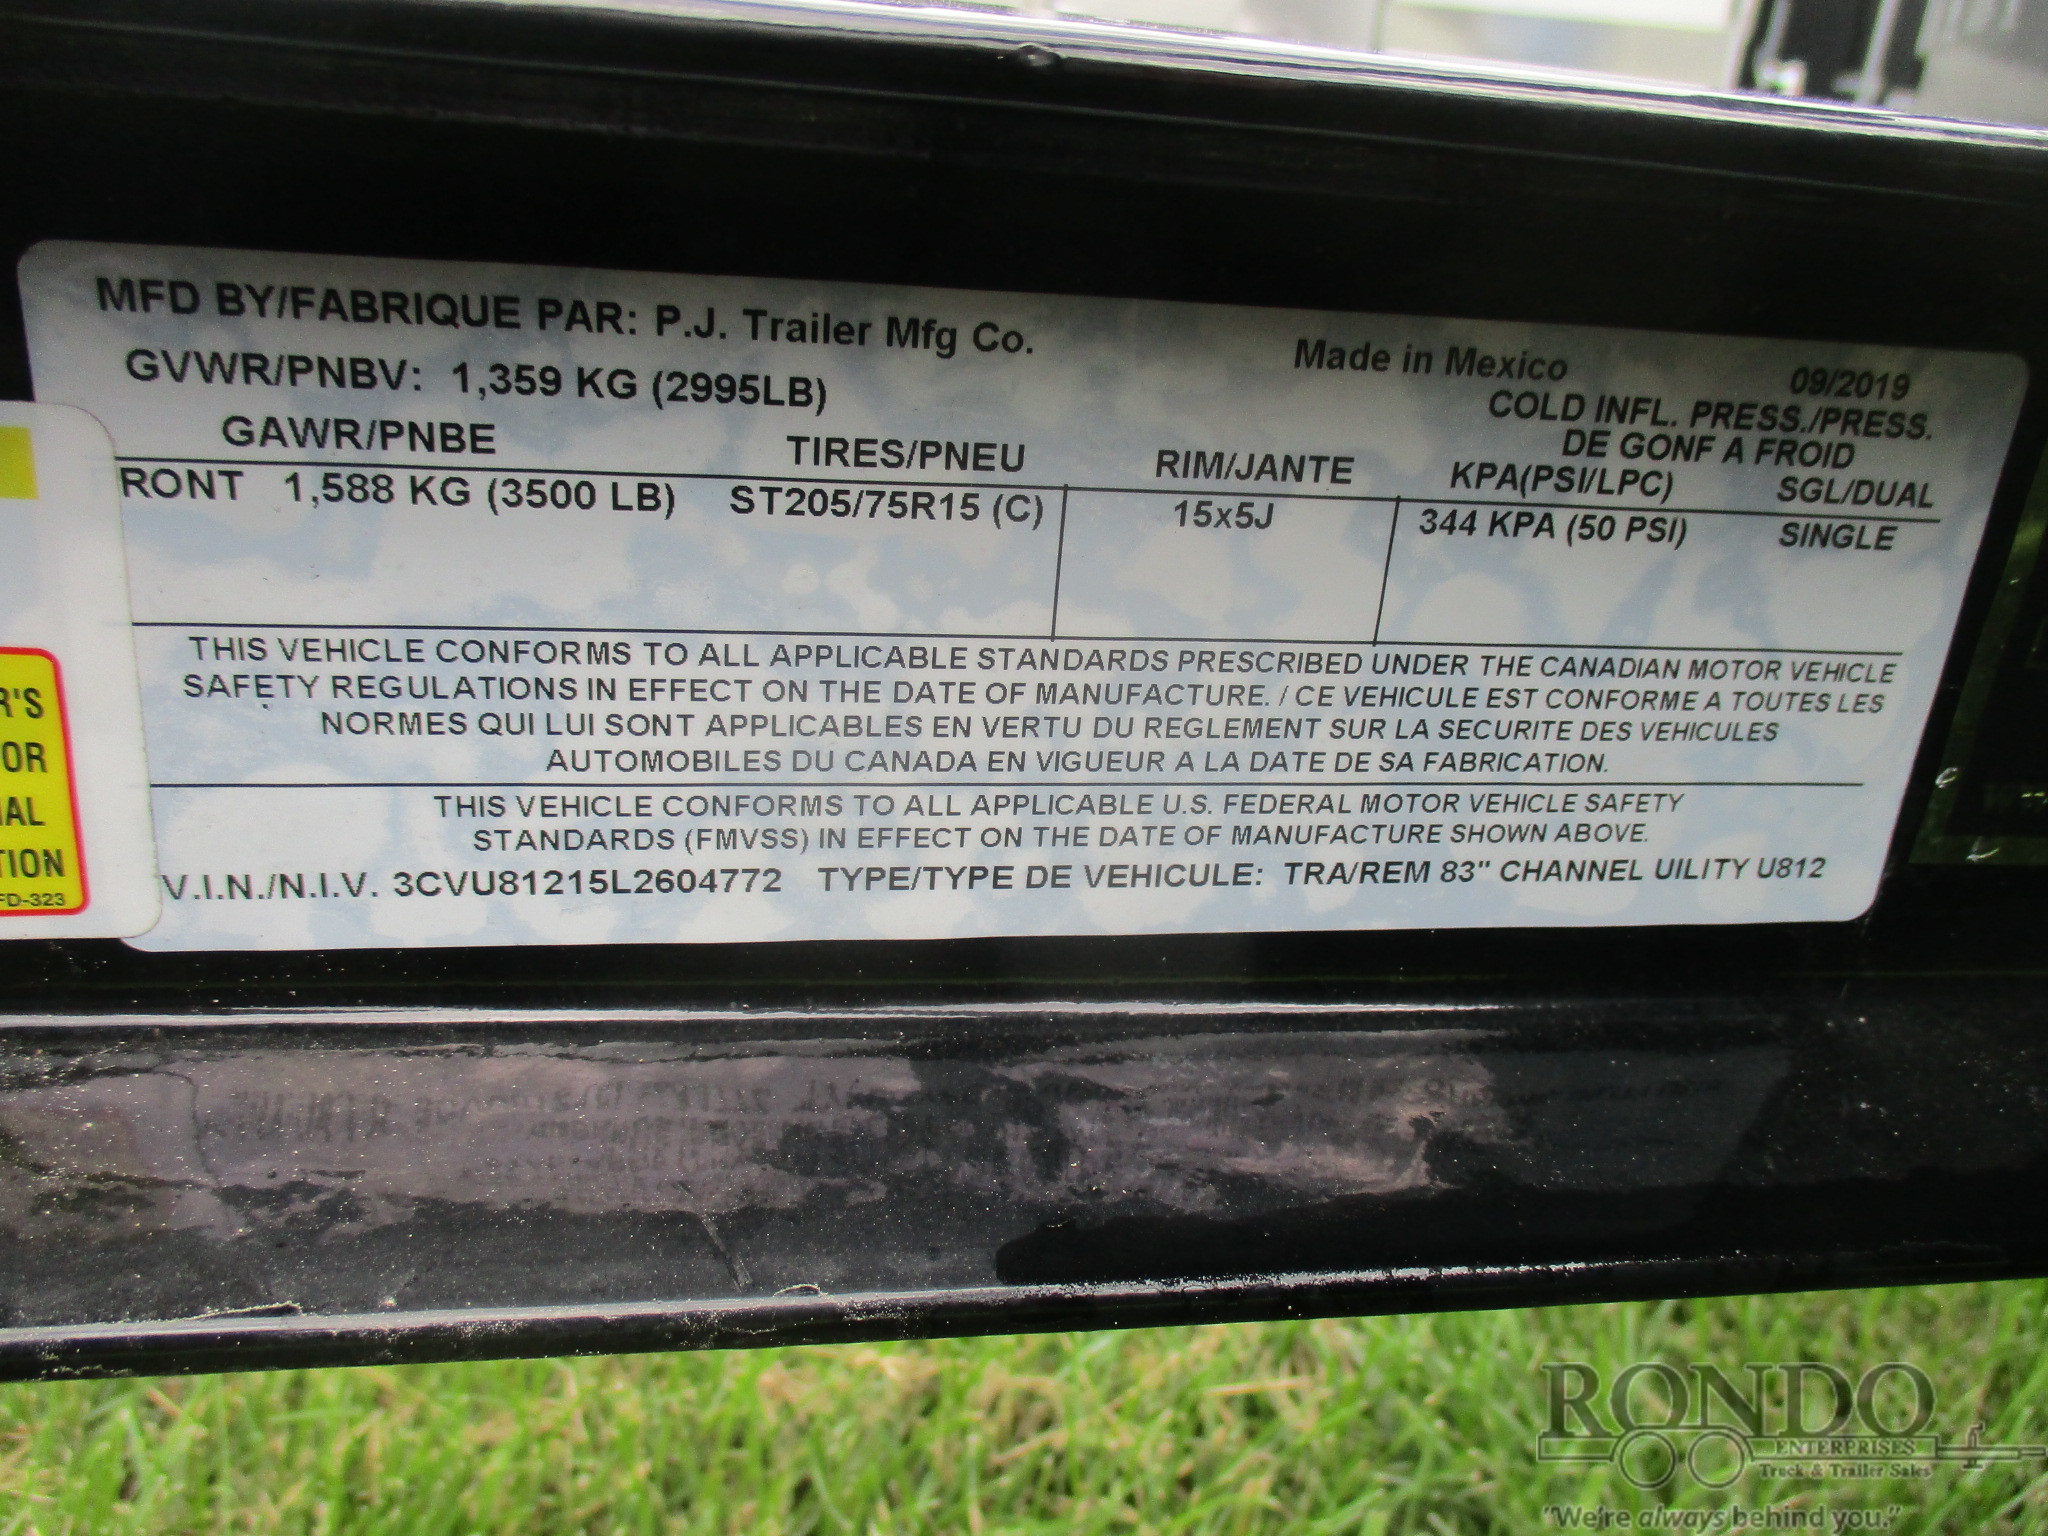 MFD BY/FABRIQUE PAR: P.J. Trailer Mfg Co.
Made in Mexico 09/2019
GVWR/PNBV: 1,359 KG (2995LB)
COLD INFL. PRESS./PRESS.
DE GONF A FROID
GAWR/PNBE TIRES/PNEU RIM/JANTE KPA(PSI/LPC) SGL/DUAL
RONT 1,588 KG (3500 LB) ST205/75R15 (C) 15x5J 344 KPA (50 PSI) SINGLE
THIS VEHICLE CONFORMS TO ALL APPLICABLE STANDARDS PRESCRIBED UNDER THE CANADIAN MOTOR VEHICLE
SAFETY REGULATIONS IN EFFECT ON THE DATE OF MANUFACTURE. / CE VEHICULE EST CONFORME A TOUTES LES
NORMES QUI LUI SONT APPLICABLES EN VERTU DU REGLEMENT SUR LA SECURITE DES VEHICULES
AUTOMOBILES DU CANADA EN VIGUEUR A LA DATE DE SA FABRICATION.
THIS VEHICLE CONFORMS TO ALL APPLICABLE U.S. FEDERAL MOTOR VEHICLE SAFETY
STANDARDS (FMVSS) IN EFFECT ON THE DATE OF MANUFACTURE SHOWN ABOVE.
V.I.N./N.I.V. 3CVU81215L2604772 TYPE/TYPE DE VEHICULE: TRA/REM 83" CHANNEL UILITY U812
R'S
OR
IAL
TION
FD-323
RONDO
ENTERPRISES
Truck & Trailer Sales
"We're always behind you."